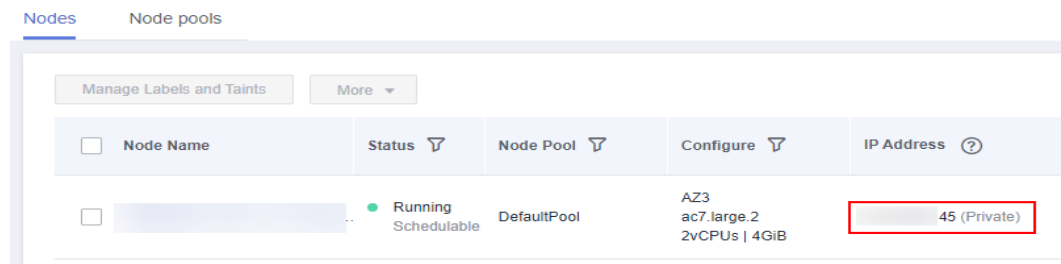 Nodes Node pools
Manage Labels and Taints More
Node Name Status Node Pool Configure IP Address ?
AZ3
Running
.. DefaultPool ac7.large.2 45 (Private)
Schedulable
2vCPUs | 4GiB